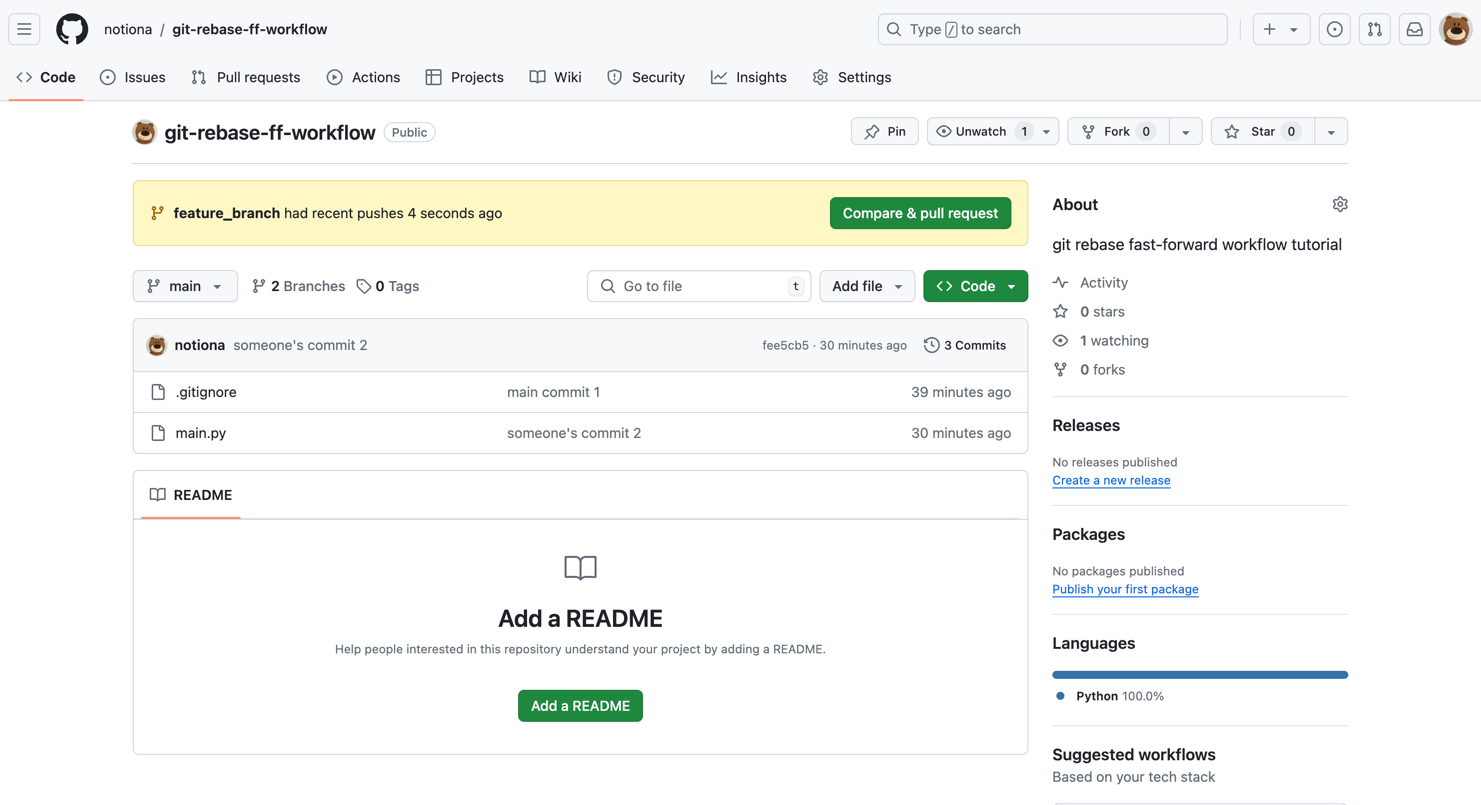 notiona / git-rebase-ff-workflow
Type / to search
Code Issues Pull requests Actions Projects Wiki Security Insights Settings
git-rebase-ff-workflow Public
Pin Unwatch 1 Fork 0 Star 0
feature_branch had recent pushes 4 seconds ago
Compare & pull request
main 2 Branches 0 Tags
Go to file t Add file <> Code
notiona someone's commit 2 fee5cb5 · 30 minutes ago 3 Commits
.gitignore main commit 1 39 minutes ago
main.py someone's commit 2 30 minutes ago
README
Add a README
Help people interested in this repository understand your project by adding a README.
Add a README
About
git rebase fast-forward workflow tutorial
Activity
0 stars
1 watching
0 forks
Releases
No releases published
Create a new release
Packages
No packages published
Publish your first package
Languages
Python 100.0%
Suggested workflows
Based on your tech stack